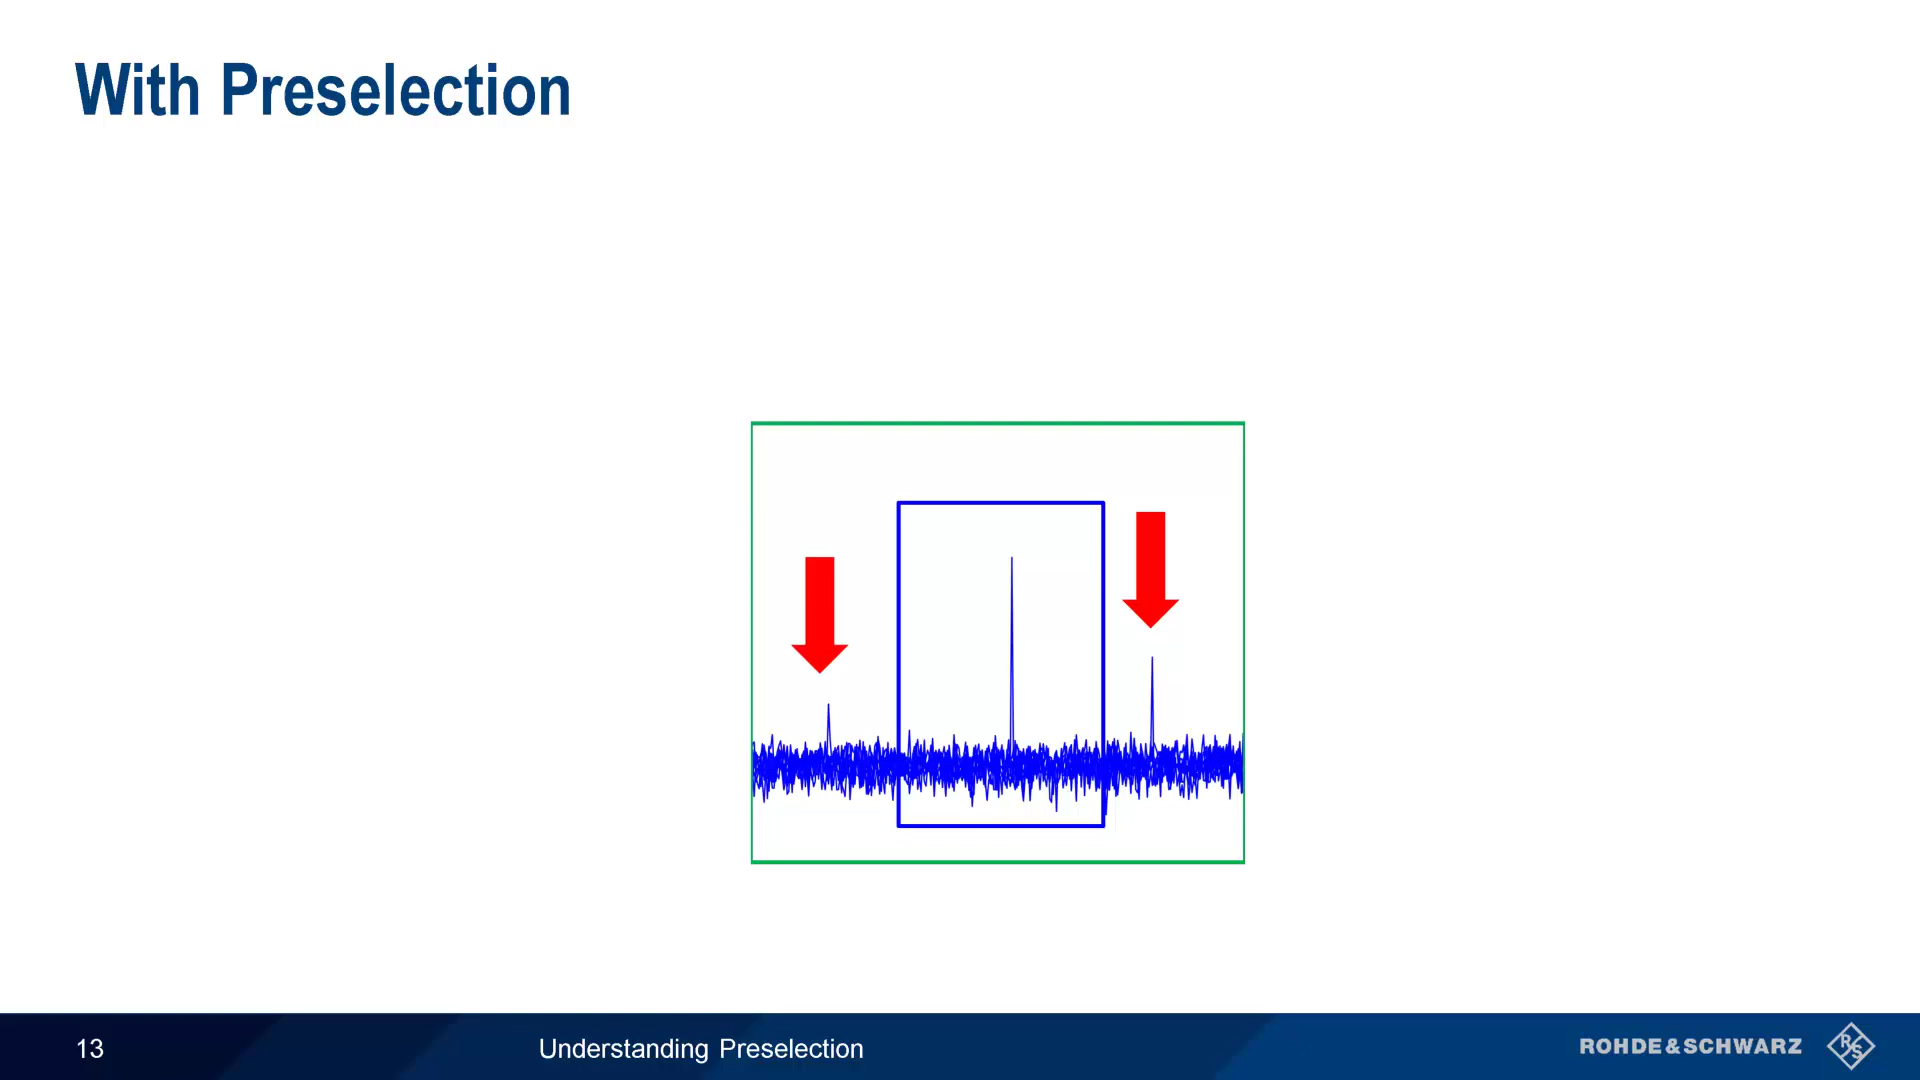 With Preselection
13
Understanding Preselection
ROHDE&SCHWARZ
R
S